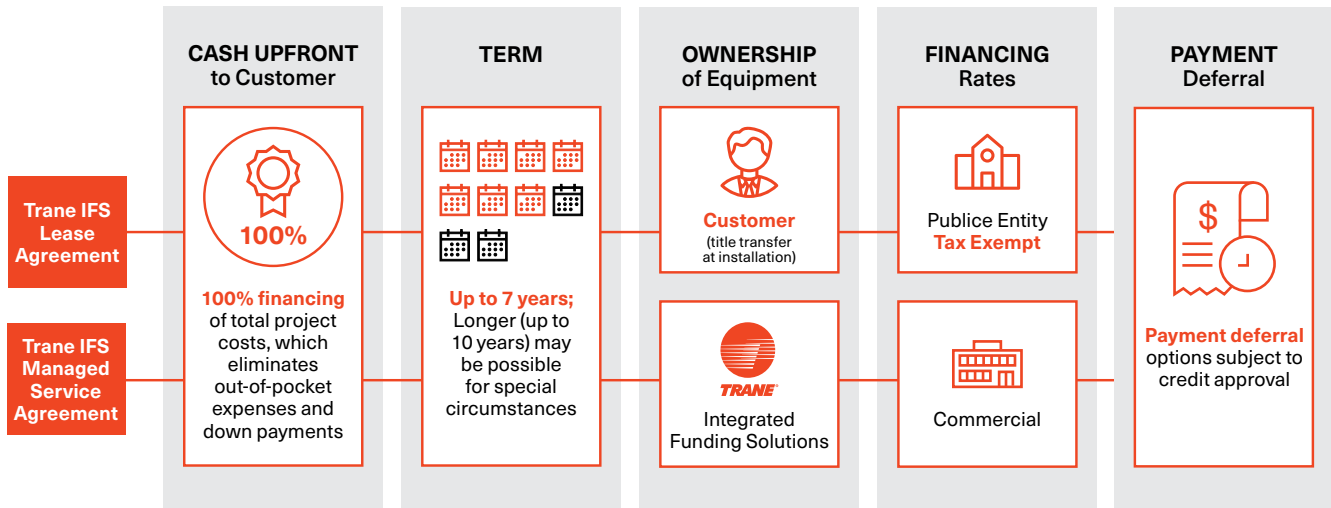 CASH UPFRONT
to Customer
TERM
OWNERSHIP
of Equipment
FINANCING
Rates
PAYMENT
Deferral
Trane IFS
Lease
Agreement
Trane IFS
Managed
Service
Agreement
100%
100% financing
of total project
costs, which
eliminates
out-of-pocket
expenses and
down payments
Up to 7 years;
Longer (up to
10 years) may
be possible
for special
circumstances
Customer
(title transfer
at installation)
TRANE
Integrated
Funding Solutions
Publice Entity
Tax Exempt
Commercial
$
Payment deferral
options subject to
credit approval